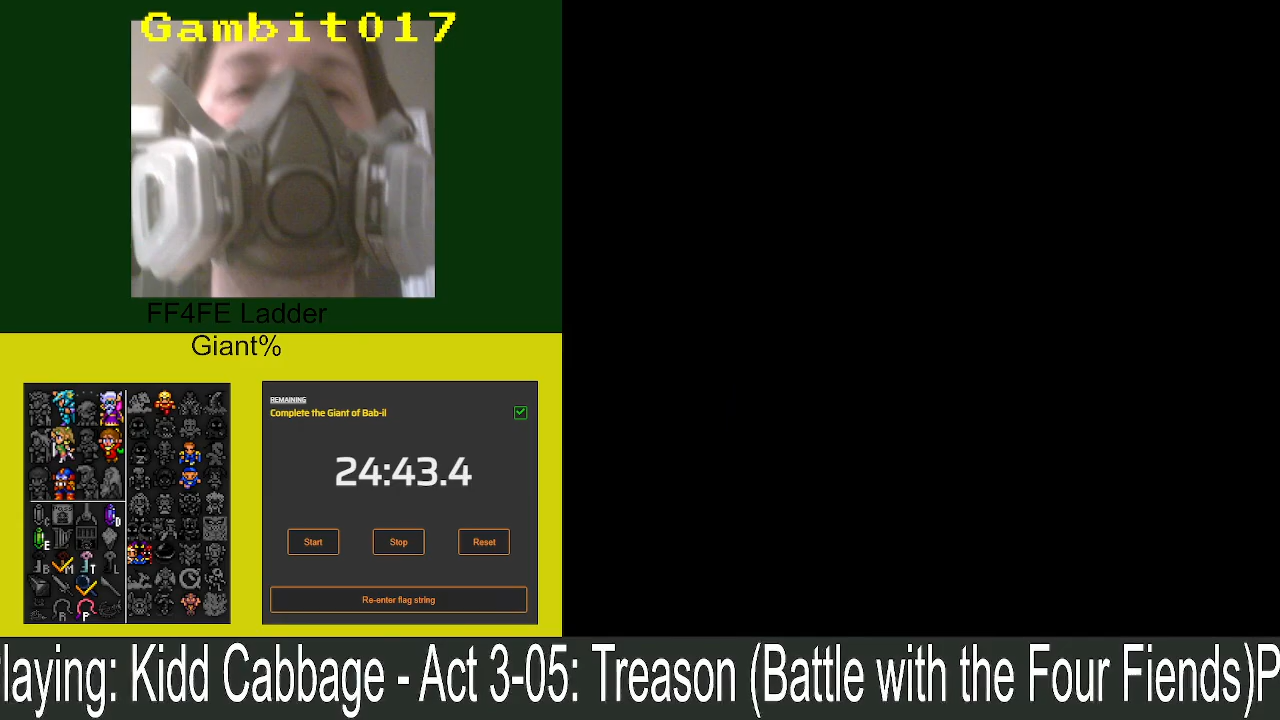 Gambit017
FF4FE Ladder
Giant%
REMAINING
Complete the Giant of Bab-il
24:43.4
Start
Stop
Reset
Re-enter flag string
C
D
E
B
M
T
L
R
P
laying: Kidd Cabbage - Act 3-05: Treason (Battle with the Four Fiends)P